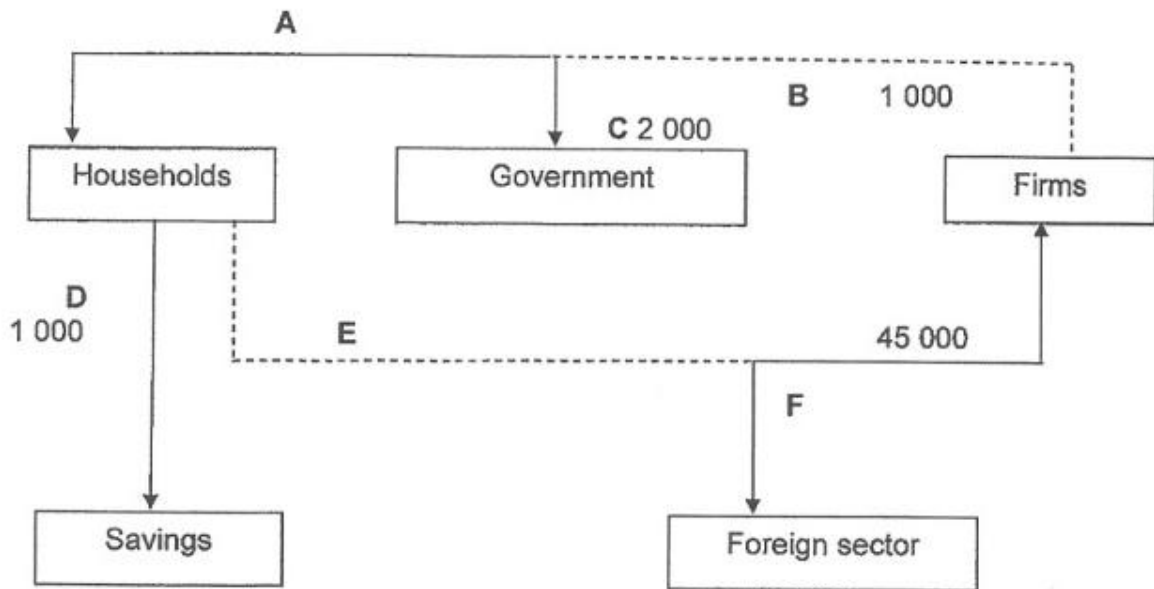 A
B 1 000
C 2 000
Households
Government
Firms
D
1 000
E
45 000
F
Savings
Foreign sector